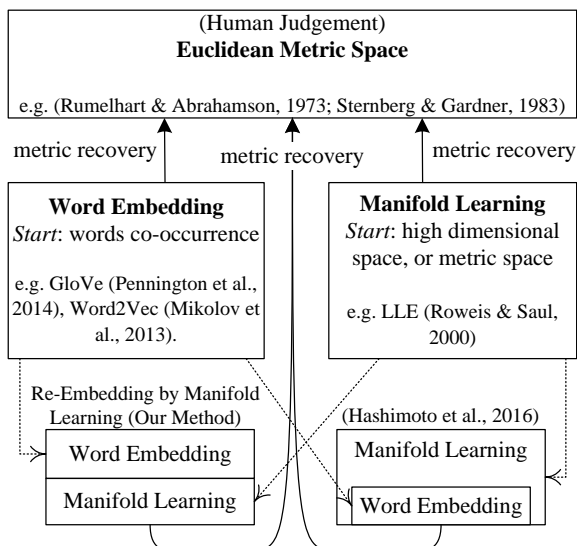 (Human Judgement)
Euclidean Metric Space
e.g. (Rumelhart & Abrahamson, 1973; Sternberg & Gardner, 1983)
metric recovery
metric recovery
metric recovery
Word Embedding
Start: words co-occurrence
e.g. GloVe (Pennington et al.,
2014), Word2Vec (Mikolov
et al., 2013).
Manifold Learning
Start: high dimensional
space, or metric space
e.g. LLE (Roweis & Saul,
2000)
Re-Embedding by Manifold
Learning (Our Method)
Word Embedding
Manifold Learning
(Hashimoto et al., 2016)
Manifold Learning
Word Embedding